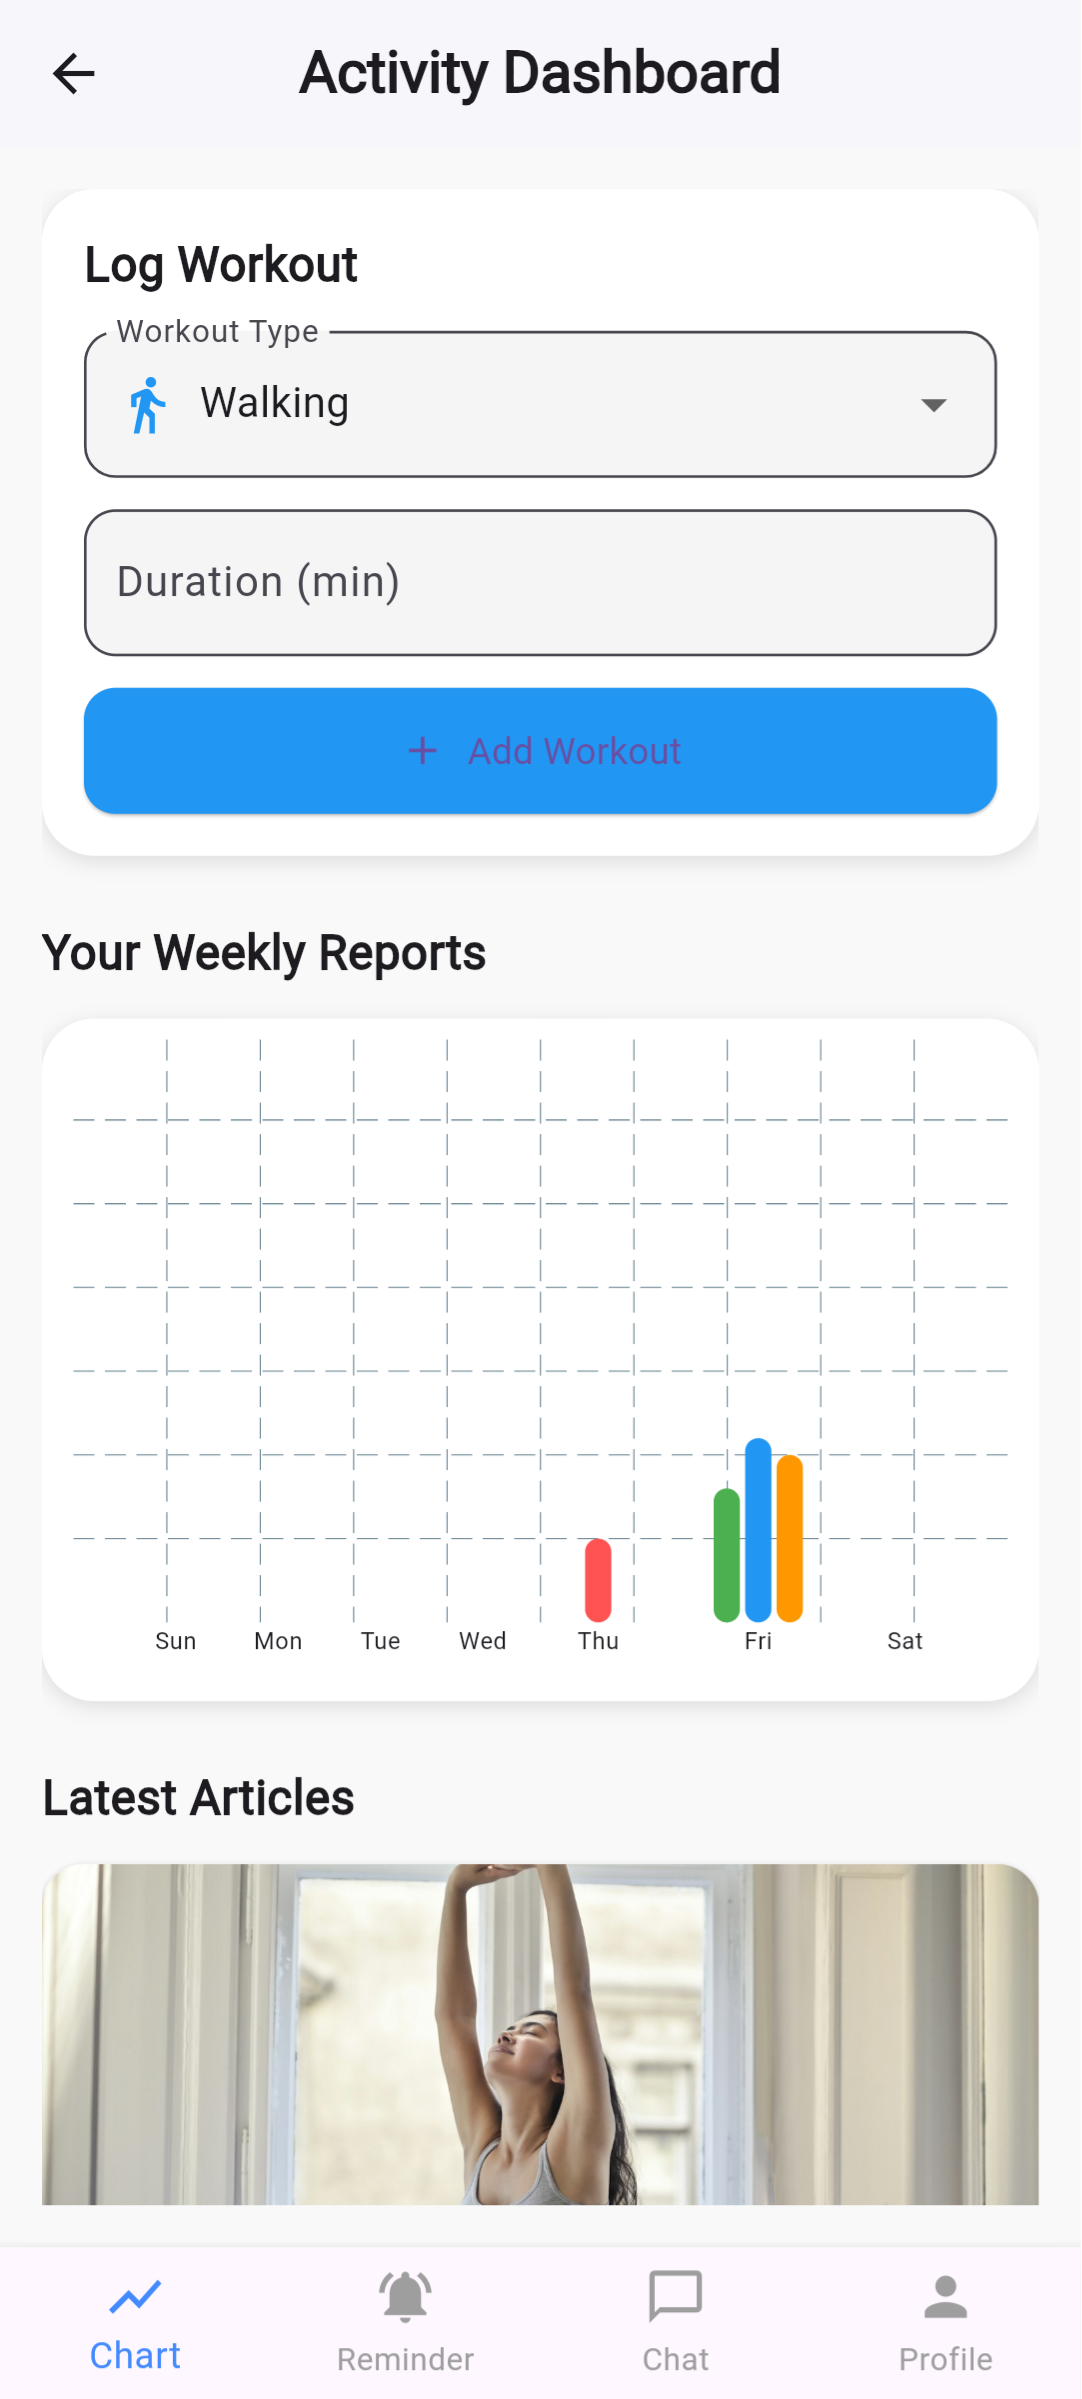 Activity Dashboard
Log Workout
Workout Type
Walking
Duration (min)
+ Add Workout
Your Weekly Reports
Sun Mon Tue Wed Thu Fri Sat
Latest Articles
Chart Reminder Chat Profile